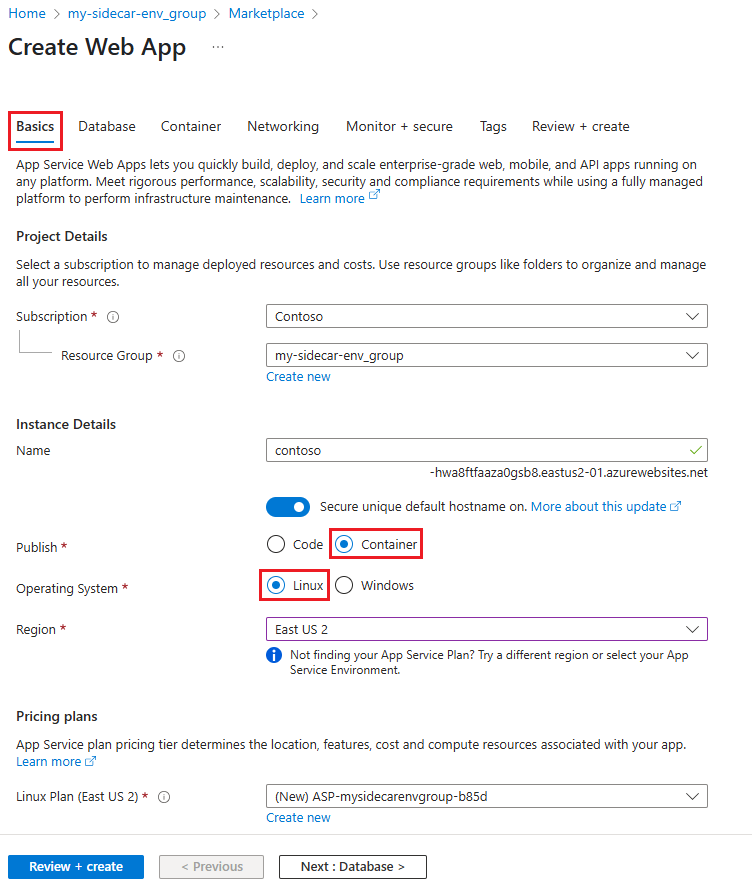 Home > my-sidecar-env_group > Marketplace >
Create Web App ...
Basics Database Container Networking Monitor + secure Tags Review + create
App Service Web Apps lets you quickly build, deploy, and scale enterprise-grade web, mobile, and API apps running on
any platform. Meet rigorous performance, scalability, security and compliance requirements while using a fully managed
platform to perform infrastructure maintenance. Learn more
Project Details
Select a subscription to manage deployed resources and costs. Use resource groups like folders to organize and manage
all your resources.
Subscription * Contoso
Resource Group * my-sidecar-env_group
Create new
Instance Details
Name contoso
-hwa8ftfaaza0gsb8.eastus2-01.azurewebsites.net
Secure unique default hostname on. More about this update
Publish * Code Container
Operating System * Linux Windows
Region * East US 2
Not finding your App Service Plan? Try a different region or select your App
Service Environment.
Pricing plans
App Service plan pricing tier determines the location, features, cost and compute resources associated with your app.
Learn more
Linux Plan (East US 2) * (New) ASP-mysidecarenvgroup-b85d
Create new
Review + create < Previous Next : Database >